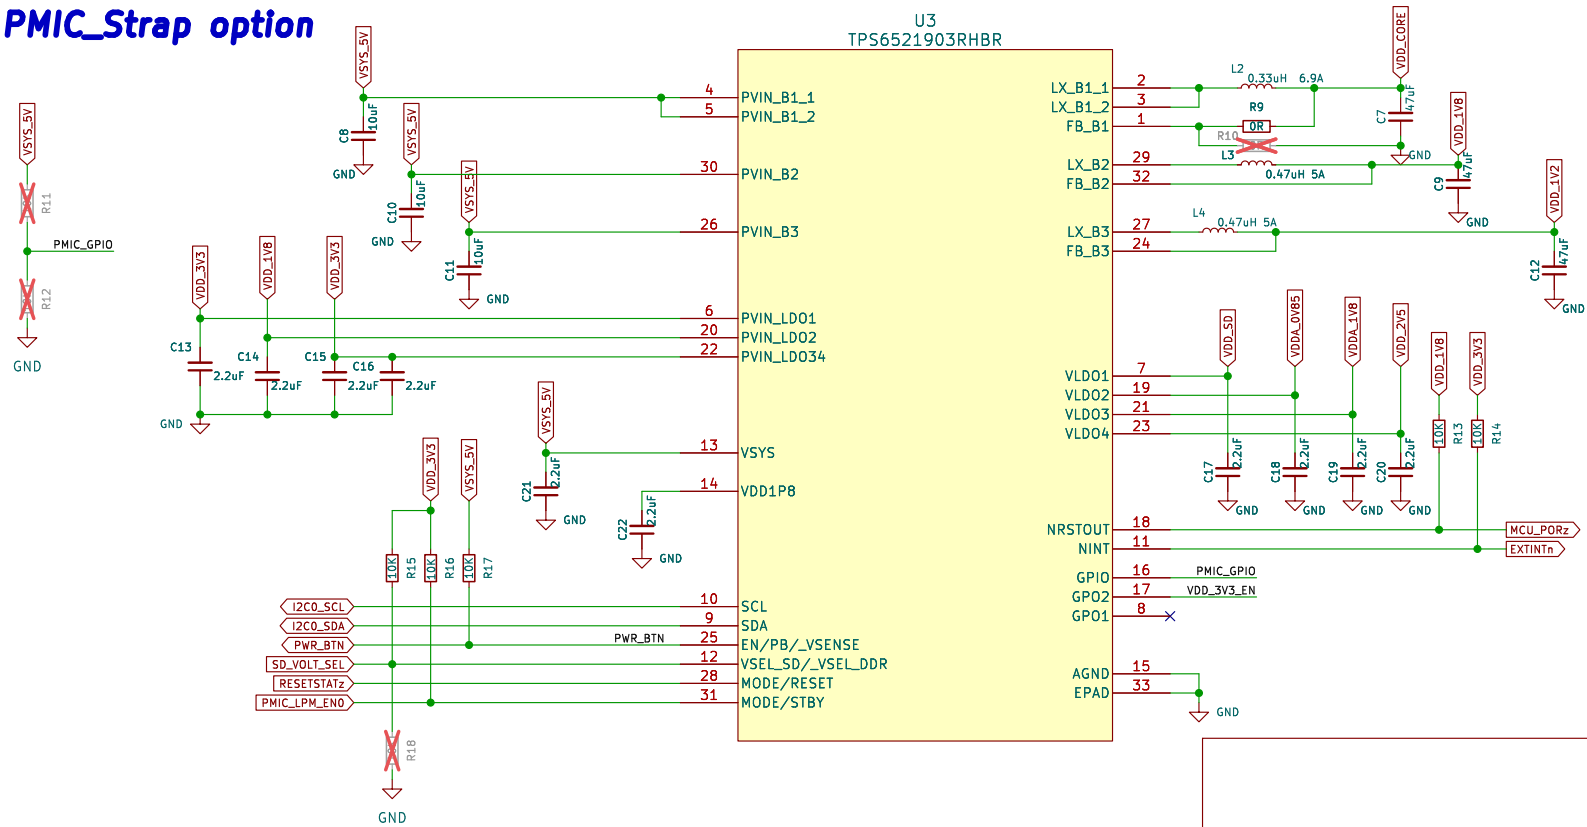 PMIC_Strap option
U3
TPS6521903RHBR
VSYS_5V
R11
PMIC_GPIO
R12
GND
VSYS_5V
C8
10uF
GND
VSYS_5V
C10
10uF
GND
VSYS_5V
C11
10uF
GND
VDD_3V3
VDD_1V8
VDD_3V3
C13
2.2uF
C14
2.2uF
C15
2.2uF
C16
2.2uF
GND
VSYS_5V
C21
2.2uF
GND
C22
2.2uF
GND
VDD_3V3
VSYS_5V
10K
R15
10K
R16
10K
R17
I2C0_SCL
I2C0_SDA
PWR_BTN
PWR_BTN
SD_VOLT_SEL
RESETSTATz
PMIC_LPM_EN0
R18
GND
4 PVIN_B1_1
5 PVIN_B1_2
30 PVIN_B2
26 PVIN_B3
6 PVIN_LDO1
20 PVIN_LDO2
22 PVIN_LDO34
13 VSYS
14 VDD1P8
10 SCL
9 SDA
25 EN/PB/_VSENSE
12 VSEL_SD/_VSEL_DDR
28 MODE/RESET
31 MODE/STBY
LX_B1_1 2
LX_B1_2 3
FB_B1 1
LX_B2 29
FB_B2 32
LX_B3 27
FB_B3 24
VLDO1 7
VLDO2 19
VLDO3 21
VLDO4 23
NRSTOUT 18
NINT 11
GPIO 16
GPO2 17
GPO1 8
AGND 15
EPAD 33
L2
0.33uH 6.9A
R9
0R
R10
L3
0.47uH 5A
L4
0.47uH 5A
VDD_CORE
C7
47uF
GND
VDD_1V8
C9
47uF
GND
VDD_1V2
C12
47uF
GND
VDD_SD
VDDA_0V85
VDDA_1V8
VDD_2V5
VDD_1V8
VDD_3V3
C17
2.2uF
GND
C18
2.2uF
GND
C19
2.2uF
GND
C20
2.2uF
GND
10K
R13
10K
R14
MCU_PORz
EXTINTn
PMIC_GPIO
VDD_3V3_EN
GND